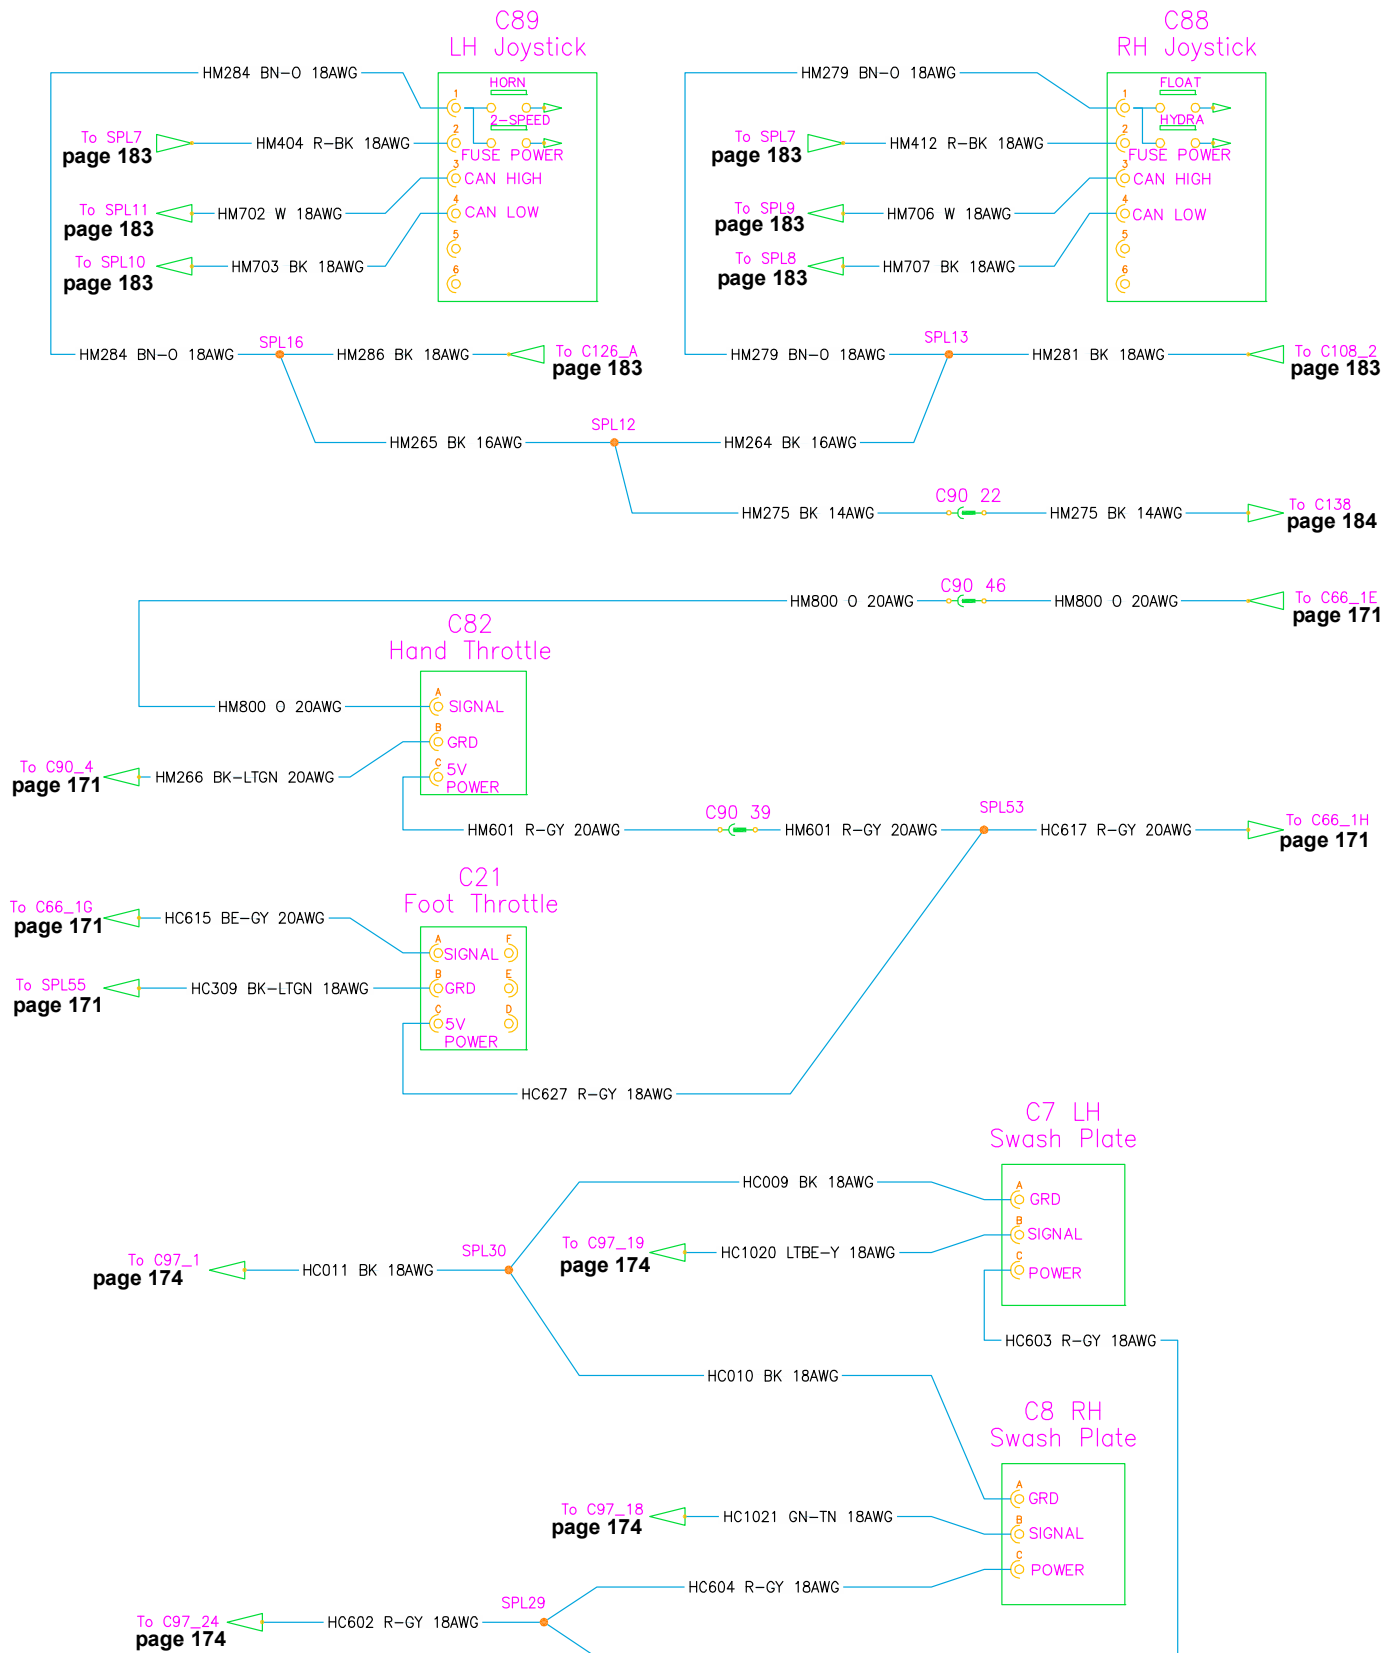 C89
LH Joystick
HM284 BN-O 18AWG
HORN
1
2-SPEED
To SPL7
page 183
HM404 R-BK 18AWG
2
FUSE POWER
3
CAN HIGH
To SPL11
page 183
HM702 W 18AWG
4
CAN LOW
To SPL10
page 183
HM703 BK 18AWG
5
6
C88
RH Joystick
HM279 BN-O 18AWG
FLOAT
1
HYDRA
To SPL7
page 183
HM412 R-BK 18AWG
2
FUSE POWER
3
CAN HIGH
To SPL9
page 183
HM706 W 18AWG
4
CAN LOW
To SPL8
page 183
HM707 BK 18AWG
5
6
HM284 BN-O 18AWG
SPL16
HM286 BK 18AWG
To C126_A
page 183
HM279 BN-O 18AWG
SPL13
HM281 BK 18AWG
To C108_2
page 183
HM265 BK 16AWG
SPL12
HM264 BK 16AWG
HM275 BK 14AWG
C90 22
HM275 BK 14AWG
To C138
page 184
HM800 O 20AWG
C90 46
HM800 O 20AWG
To C66_1E
page 171
C82
Hand Throttle
HM800 O 20AWG
A
SIGNAL
B
GRD
To C90_4
page 171
HM266 BK-LTGN 20AWG
C
5V
POWER
HM601 R-GY 20AWG
C90 39
HM601 R-GY 20AWG
SPL53
HC617 R-GY 20AWG
To C66_1H
page 171
C21
Foot Throttle
To C66_1G
page 171
HC615 BE-GY 20AWG
A
SIGNAL
F
To SPL55
page 171
HC309 BK-LTGN 18AWG
B
GRD
E
C
5V
POWER
D
HC627 R-GY 18AWG
C7 LH
Swash Plate
HC009 BK 18AWG
A
GRD
To C97_19
page 174
HC1020 LTBE-Y 18AWG
B
SIGNAL
C
POWER
To C97_1
page 174
HC011 BK 18AWG
SPL30
HC603 R-GY 18AWG
HC010 BK 18AWG
C8 RH
Swash Plate
A
GRD
To C97_18
page 174
HC1021 GN-TN 18AWG
B
SIGNAL
C
POWER
HC604 R-GY 18AWG
SPL29
To C97_24
page 174
HC602 R-GY 18AWG